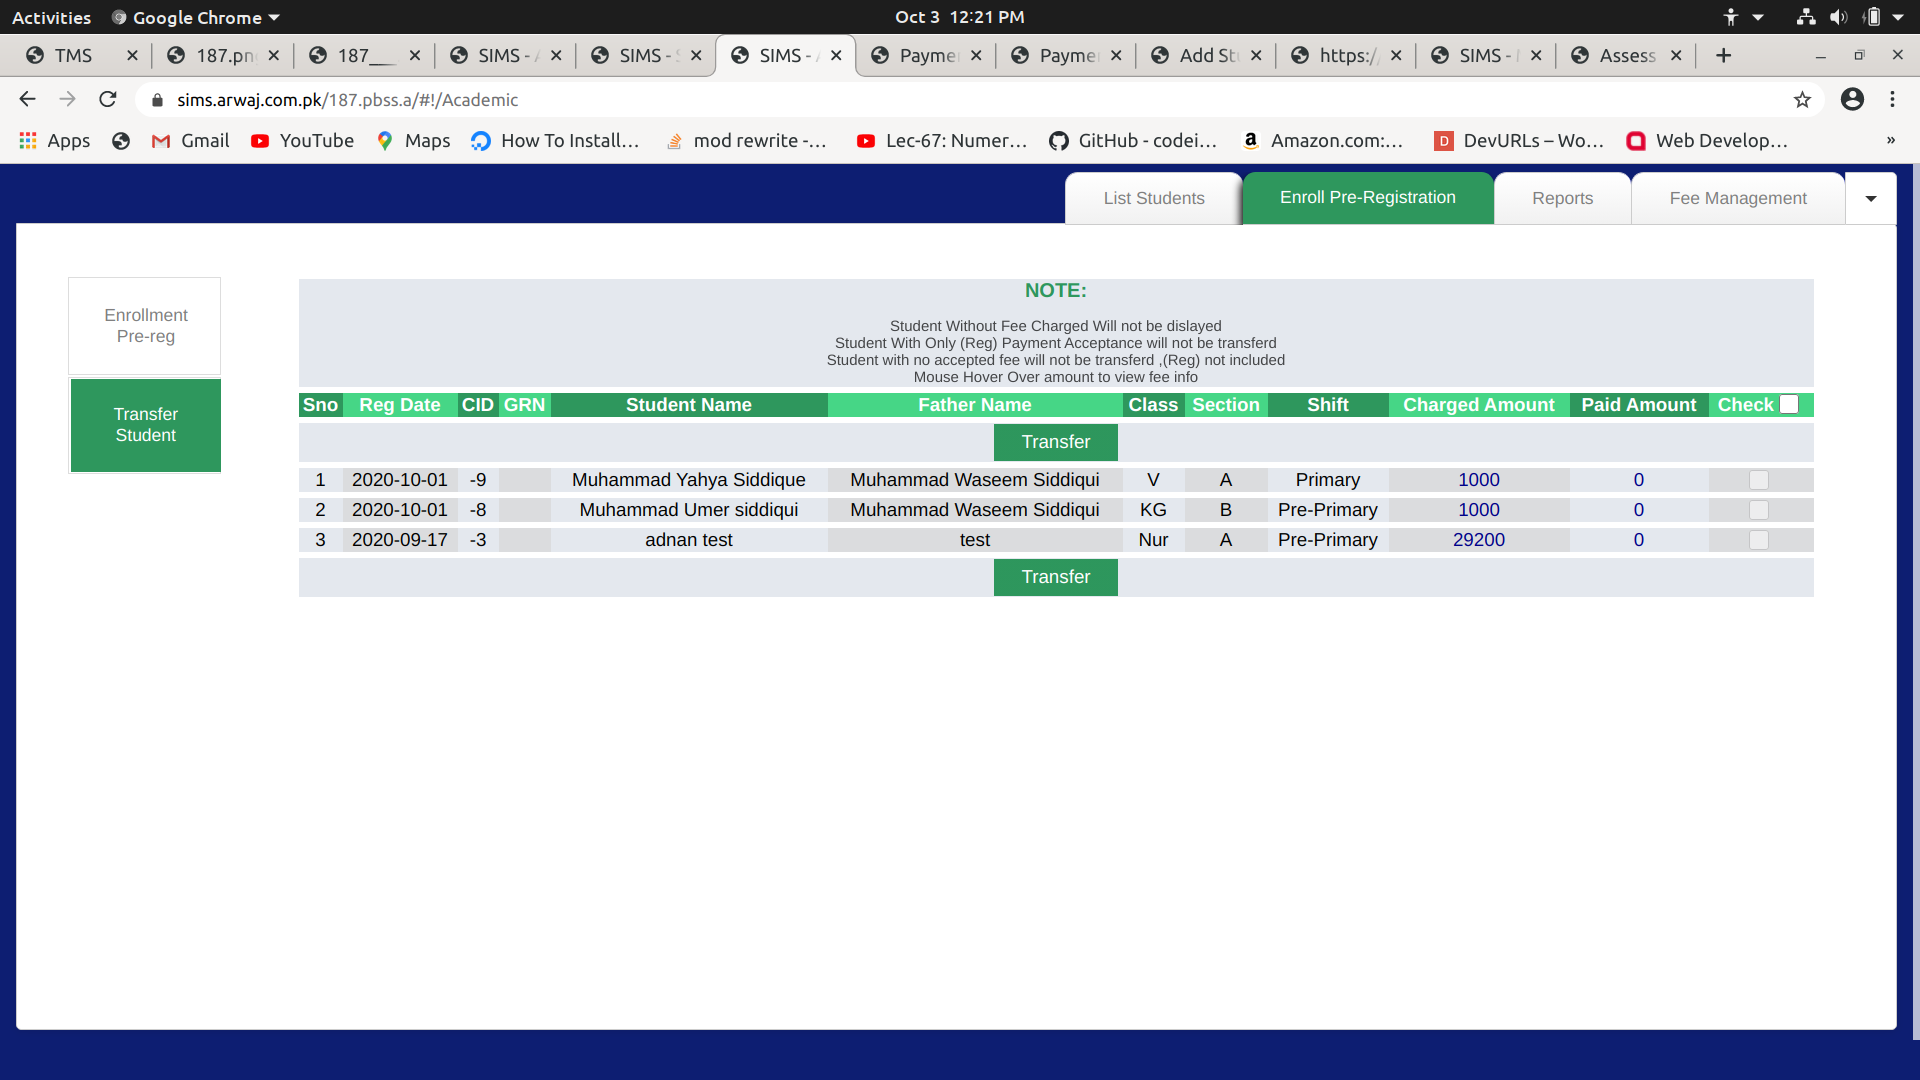 Activities Google Chrome Oct 3 12:21 PM
TMS 187.pn 187____ SIMS - SIMS - SIMS - Payme Payme Add St https:/ SIMS - Assess
sims.arwaj.com.pk/187.pbss.a/#!/Academic
Apps Gmail YouTube Maps How To Install… mod rewrite -… Lec-67: Numer… GitHub - codei… Amazon.com:… DevURLs – Wo… Web Develop… »
List Students Enroll Pre-Registration Reports Fee Management
Enrollment
Pre-reg
Transfer
Student
NOTE:
Student Without Fee Charged Will not be dislayed
Student With Only (Reg) Payment Acceptance will not be transferd
Student with no accepted fee will not be transferd ,(Reg) not included
Mouse Hover Over amount to view fee info
Sno Reg Date CID GRN Student Name Father Name Class Section Shift Charged Amount Paid Amount Check
Transfer
1 2020-10-01 -9 Muhammad Yahya Siddique Muhammad Waseem Siddiqui V A Primary 1000 0
2 2020-10-01 -8 Muhammad Umer siddiqui Muhammad Waseem Siddiqui KG B Pre-Primary 1000 0
3 2020-09-17 -3 adnan test test Nur A Pre-Primary 29200 0
Transfer